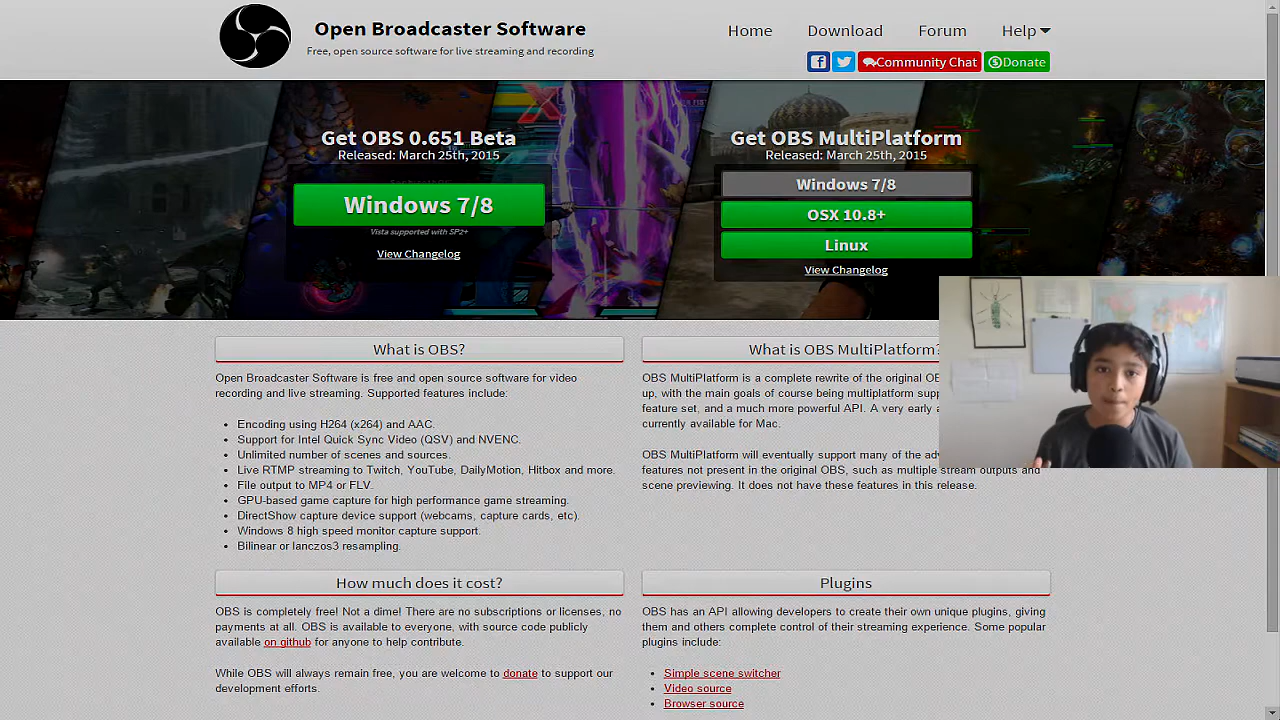 Open Broadcaster Software
Free, open source software for live streaming and recording
Home Download Forum Help
Community Chat Donate
Get OBS 0.651 Beta
Released: March 25th, 2015
Windows 7/8
Vista supported with SP2+
View Changelog
Get OBS MultiPlatform
Released: March 25th, 2015
Windows 7/8
OSX 10.8+
Linux
View Changelog
What is OBS?
Open Broadcaster Software is free and open source software for video
recording and live streaming. Supported features include:
Encoding using H264 (x264) and AAC.
Support for Intel Quick Sync Video (QSV) and NVENC.
Unlimited number of scenes and sources.
Live RTMP streaming to Twitch, YouTube, DailyMotion, Hitbox and more.
File output to MP4 or FLV.
GPU-based game capture for high performance game streaming.
DirectShow capture device support (webcams, capture cards, etc).
Windows 8 high speed monitor capture support.
Bilinear or lanczos3 resampling.
What is OBS MultiPlatform?
OBS MultiPlatform is a complete rewrite of the original OB
up, with the main goals of course being multiplatform supp
feature set, and a much more powerful API. A very early a
currently available for Mac.
OBS MultiPlatform will eventually support many of the adv
features not present in the original OBS, such as multiple stream outputs and
scene previewing. It does not have these features in this release.
How much does it cost?
OBS is completely free! Not a dime! There are no subscriptions or licenses, no
payments at all. OBS is available to everyone, with source code publicly
available on github for anyone to help contribute.
While OBS will always remain free, you are welcome to donate to support our
development efforts.
Plugins
OBS has an API allowing developers to create their own unique plugins, giving
them and others complete control of their streaming experience. Some popular
plugins include:
Simple scene switcher
Video source
Browser source